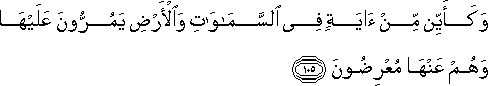 وَكَأَيِّن مِّنْ ءَايَةٍ فِى ٱلسَّمَٰوَٰتِ وَٱلْأَرْضِ يَمُرُّونَ عَلَيْهَا
وَهُمْ عَنْهَا مُعْرِضُونَ ١٠٥